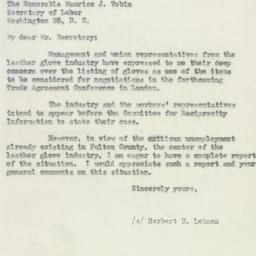 The Honorable Maurice J. Tobin
Secretary of Labor
Washington 25, D. C.
My dear Mr. Secretary:
Management and union representatives from the
leather glove industry have expressed to me their deep
concern over the listing of gloves as one of the items
to be considered for negotiations in the forthcoming
Trade Agreement Conference in London.
The industry and the workers' representatives
intend to appear before the Committee for Reciprocity
Information to state their case.
However, in view of the critical unemployment
already existing in Fulton County, the center of the
leather glove industry, I am eager to have a complete report
of the situation. I would appreciate such a report and your
general comments on this situation.
Sincerely yours,
/s/ Herbert H. Lehman